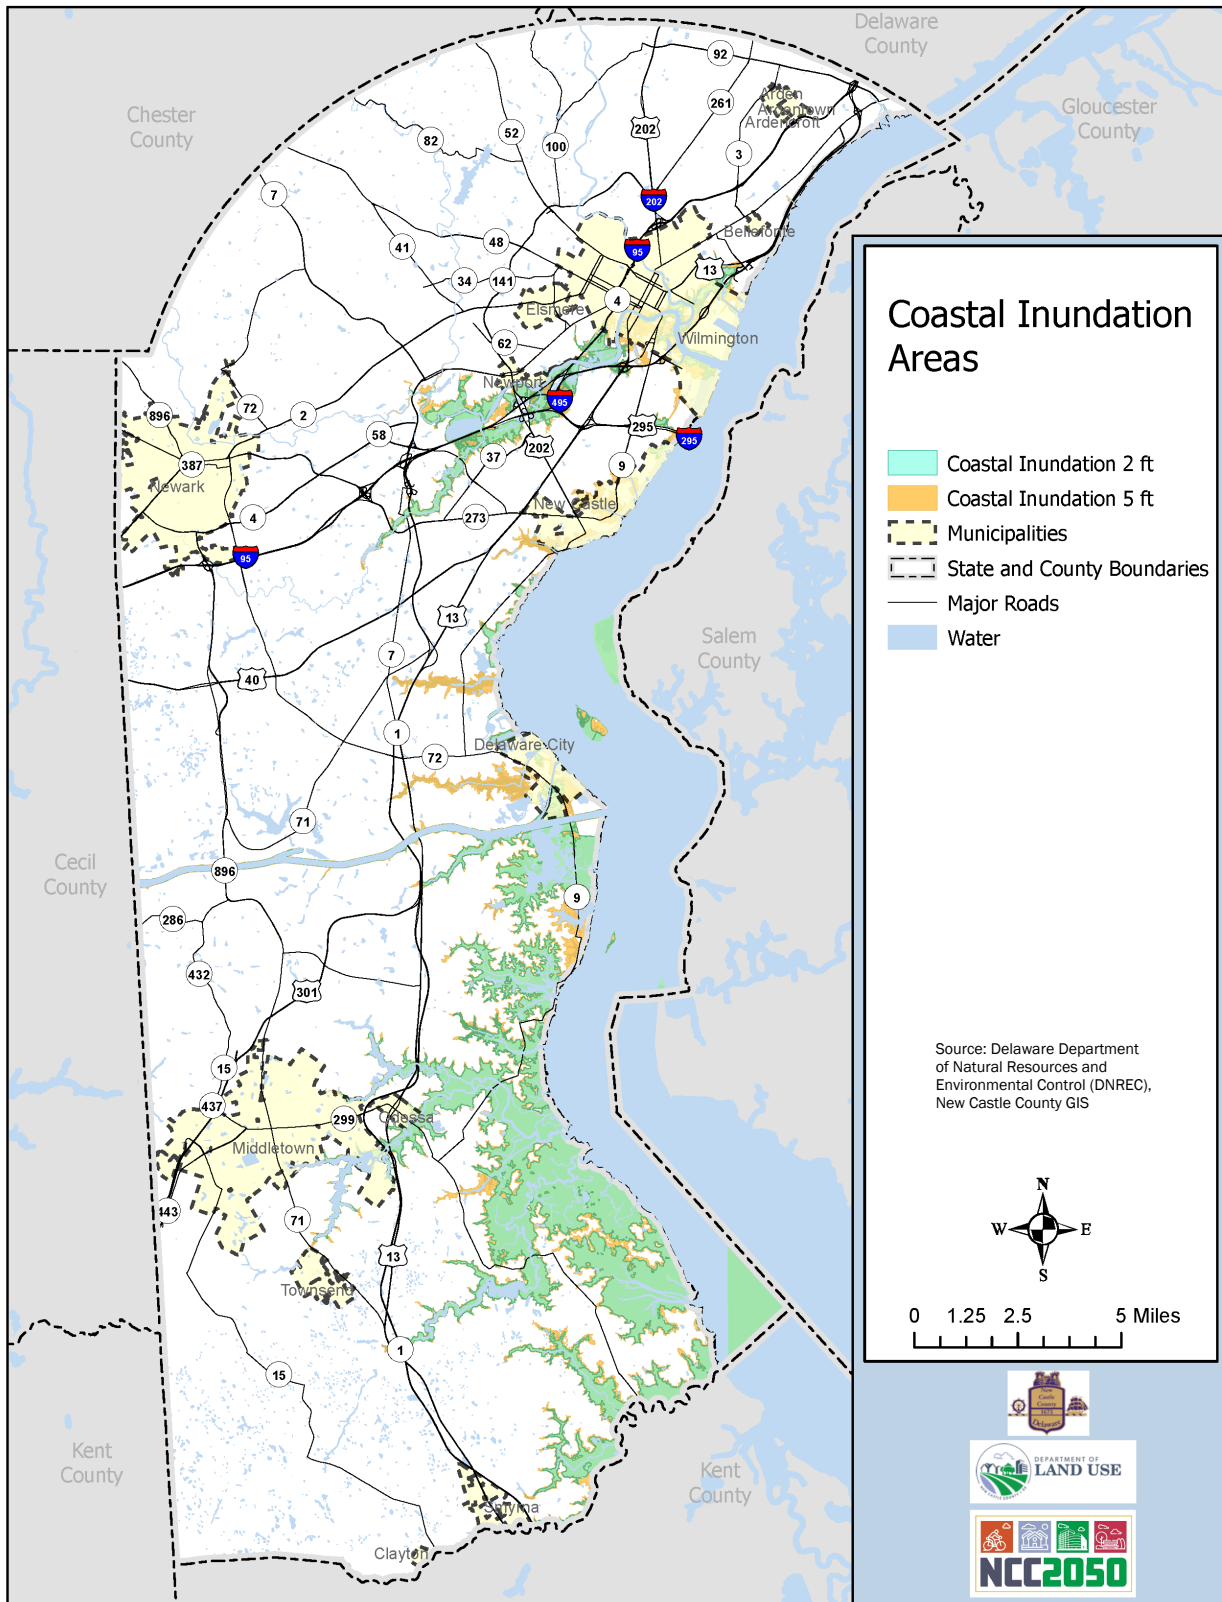 Delaware
County
Chester
County
Gloucester
County
92
Arden
Ardentown
Ardencroft
261
202
52
100
82
3
7
202
41
48
95
Bellefonte
13
34
141
4
Elsmere
Wilmington
62
Newport
495
896
72
2
58
295
295
202
37
9
387
Newark
New Castle
4
273
95
13
Salem
County
7
40
1
Delaware City
72
71
Cecil
County
896
9
286
432
301
15
437
299
Odessa
Middletown
443
71
13
Townsend
1
15
Kent
County
Kent
County
Smyrna
Clayton
Coastal Inundation
Areas
Coastal Inundation 2 ft
Coastal Inundation 5 ft
Municipalities
State and County Boundaries
Major Roads
Water
Source: Delaware Department
of Natural Resources and
Environmental Control (DNREC),
New Castle County GIS
N
W E
S
0 1.25 2.5 5 Miles
New
Castle
County
1673
Delaware
DEPARTMENT OF
LAND USE
NCC2050